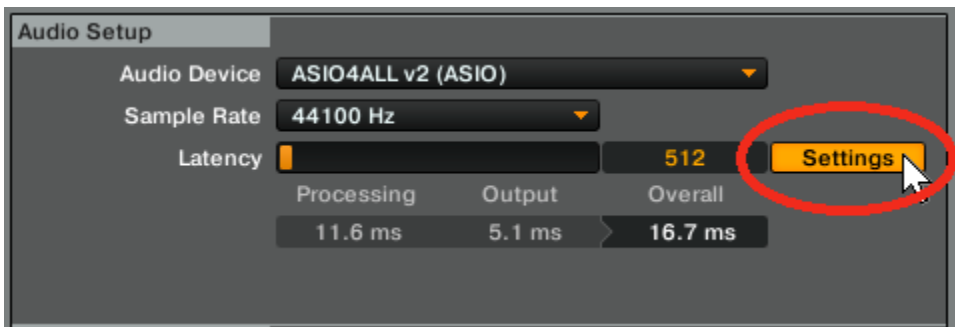 Audio Setup
Audio Device ASIO4ALL v2 (ASIO)
Sample Rate 44100 Hz
Latency 512 Settings
Processing Output Overall
11.6 ms 5.1 ms 16.7 ms